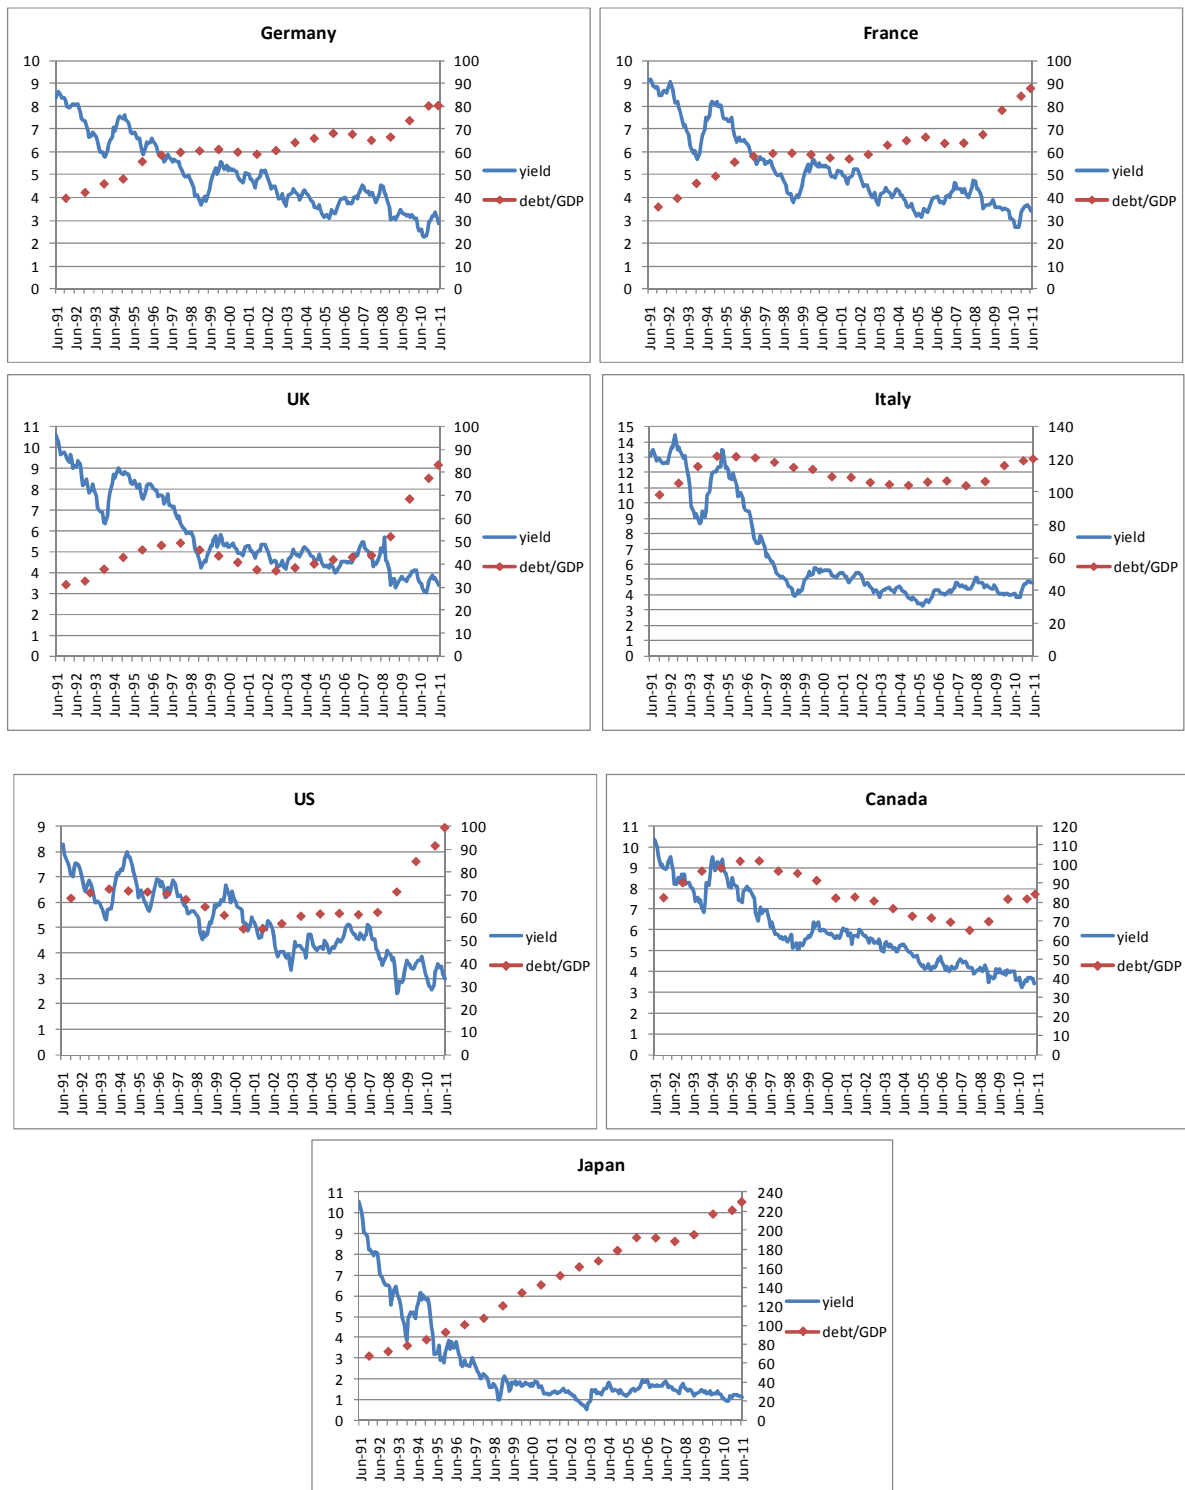 Germany
10 9 8 7 6 5 4 3 2 1 0
100 90 80 70 60 50 40 30 20 10 0
yield
debt/GDP
Jun-91 Jun-92 Jun-93 Jun-94 Jun-95 Jun-96 Jun-97 Jun-98 Jun-99 Jun-00 Jun-01 Jun-02 Jun-03 Jun-04 Jun-05 Jun-06 Jun-07 Jun-08 Jun-09 Jun-10 Jun-11
France
10 9 8 7 6 5 4 3 2 1 0
100 90 80 70 60 50 40 30 20 10 0
yield
debt/GDP
Jun-91 Jun-92 Jun-93 Jun-94 Jun-95 Jun-96 Jun-97 Jun-98 Jun-99 Jun-00 Jun-01 Jun-02 Jun-03 Jun-04 Jun-05 Jun-06 Jun-07 Jun-08 Jun-09 Jun-10 Jun-11
UK
11 10 9 8 7 6 5 4 3 2 1 0
100 90 80 70 60 50 40 30 20 10 0
yield
debt/GDP
Jun-91 Jun-92 Jun-93 Jun-94 Jun-95 Jun-96 Jun-97 Jun-98 Jun-99 Jun-00 Jun-01 Jun-02 Jun-03 Jun-04 Jun-05 Jun-06 Jun-07 Jun-08 Jun-09 Jun-10 Jun-11
Italy
15 14 13 12 11 10 9 8 7 6 5 4 3 2 1 0
140 120 100 80 60 40 20 0
yield
debt/GDP
Jun-91 Jun-92 Jun-93 Jun-94 Jun-95 Jun-96 Jun-97 Jun-98 Jun-99 Jun-00 Jun-01 Jun-02 Jun-03 Jun-04 Jun-05 Jun-06 Jun-07 Jun-08 Jun-09 Jun-10 Jun-11
US
9 8 7 6 5 4 3 2 1 0
100 90 80 70 60 50 40 30 20 10 0
yield
debt/GDP
Jun-91 Jun-92 Jun-93 Jun-94 Jun-95 Jun-96 Jun-97 Jun-98 Jun-99 Jun-00 Jun-01 Jun-02 Jun-03 Jun-04 Jun-05 Jun-06 Jun-07 Jun-08 Jun-09 Jun-10 Jun-11
Canada
11 10 9 8 7 6 5 4 3 2 1 0
120 100 80 60 40 20 0
yield
debt/GDP
Jun-91 Jun-92 Jun-93 Jun-94 Jun-95 Jun-96 Jun-97 Jun-98 Jun-99 Jun-00 Jun-01 Jun-02 Jun-03 Jun-04 Jun-05 Jun-06 Jun-07 Jun-08 Jun-09 Jun-10 Jun-11
Japan
11 10 9 8 7 6 5 4 3 2 1 0
240 220 200 180 160 140 120 100 80 60 40 20 0
yield
debt/GDP
Jun-91 Jun-92 Jun-93 Jun-94 Jun-95 Jun-96 Jun-97 Jun-98 Jun-99 Jun-00 Jun-01 Jun-02 Jun-03 Jun-04 Jun-05 Jun-06 Jun-07 Jun-08 Jun-09 Jun-10 Jun-11